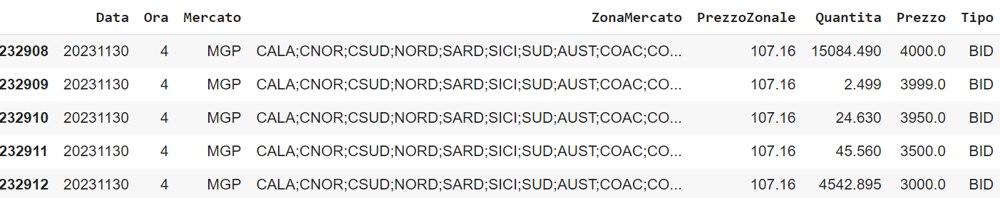 Data Ora Mercato ZonaMercato PrezzoZonale Quantita Prezzo Tipo
232908 20231130 4 MGP CALA;CNOR;CSUD;NORD;SARD;SICI;SUD;AUST;COAC;CO... 107.16 15084.490 4000.0 BID
232909 20231130 4 MGP CALA;CNOR;CSUD;NORD;SARD;SICI;SUD;AUST;COAC;CO... 107.16 2.499 3999.0 BID
232910 20231130 4 MGP CALA;CNOR;CSUD;NORD;SARD;SICI;SUD;AUST;COAC;CO... 107.16 24.630 3950.0 BID
232911 20231130 4 MGP CALA;CNOR;CSUD;NORD;SARD;SICI;SUD;AUST;COAC;CO... 107.16 45.560 3500.0 BID
232912 20231130 4 MGP CALA;CNOR;CSUD;NORD;SARD;SICI;SUD;AUST;COAC;CO... 107.16 4542.895 3000.0 BID